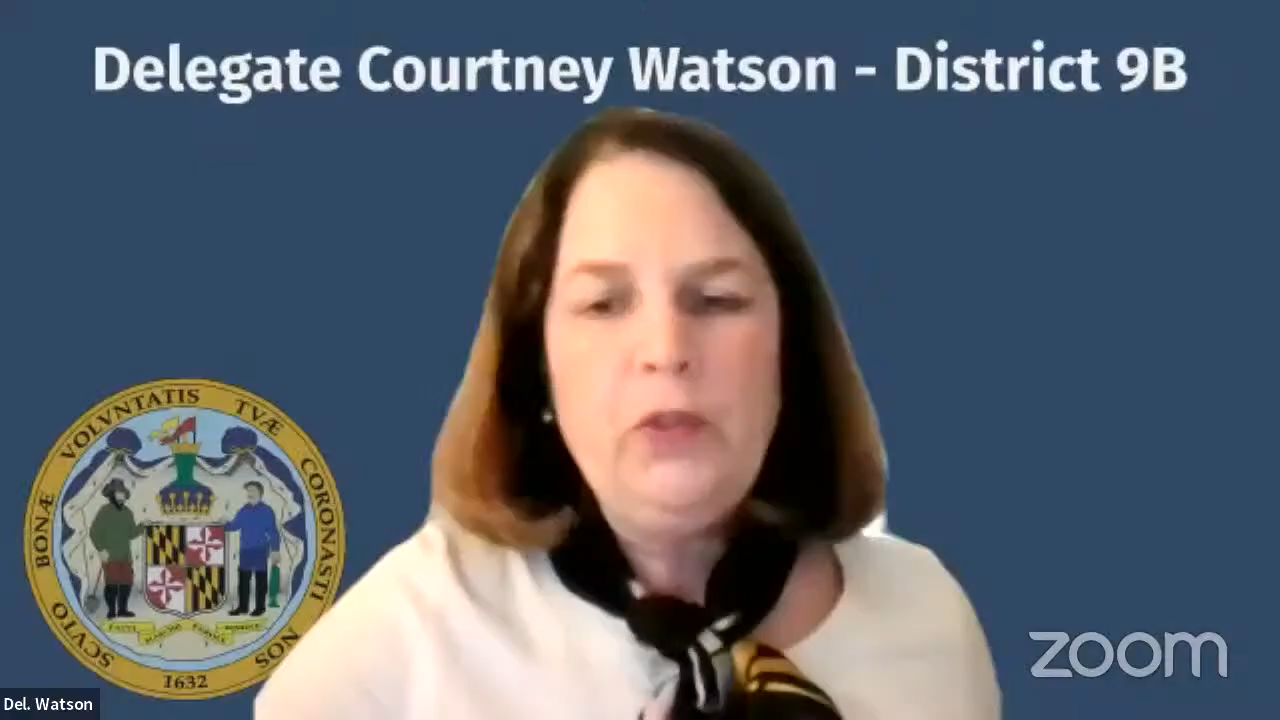 Delegate Courtney Watson - District 9B
SCVTO BONÆ VOLVNTATIS TVÆ CORONASTI NOS
1632
zoom
Del. Watson